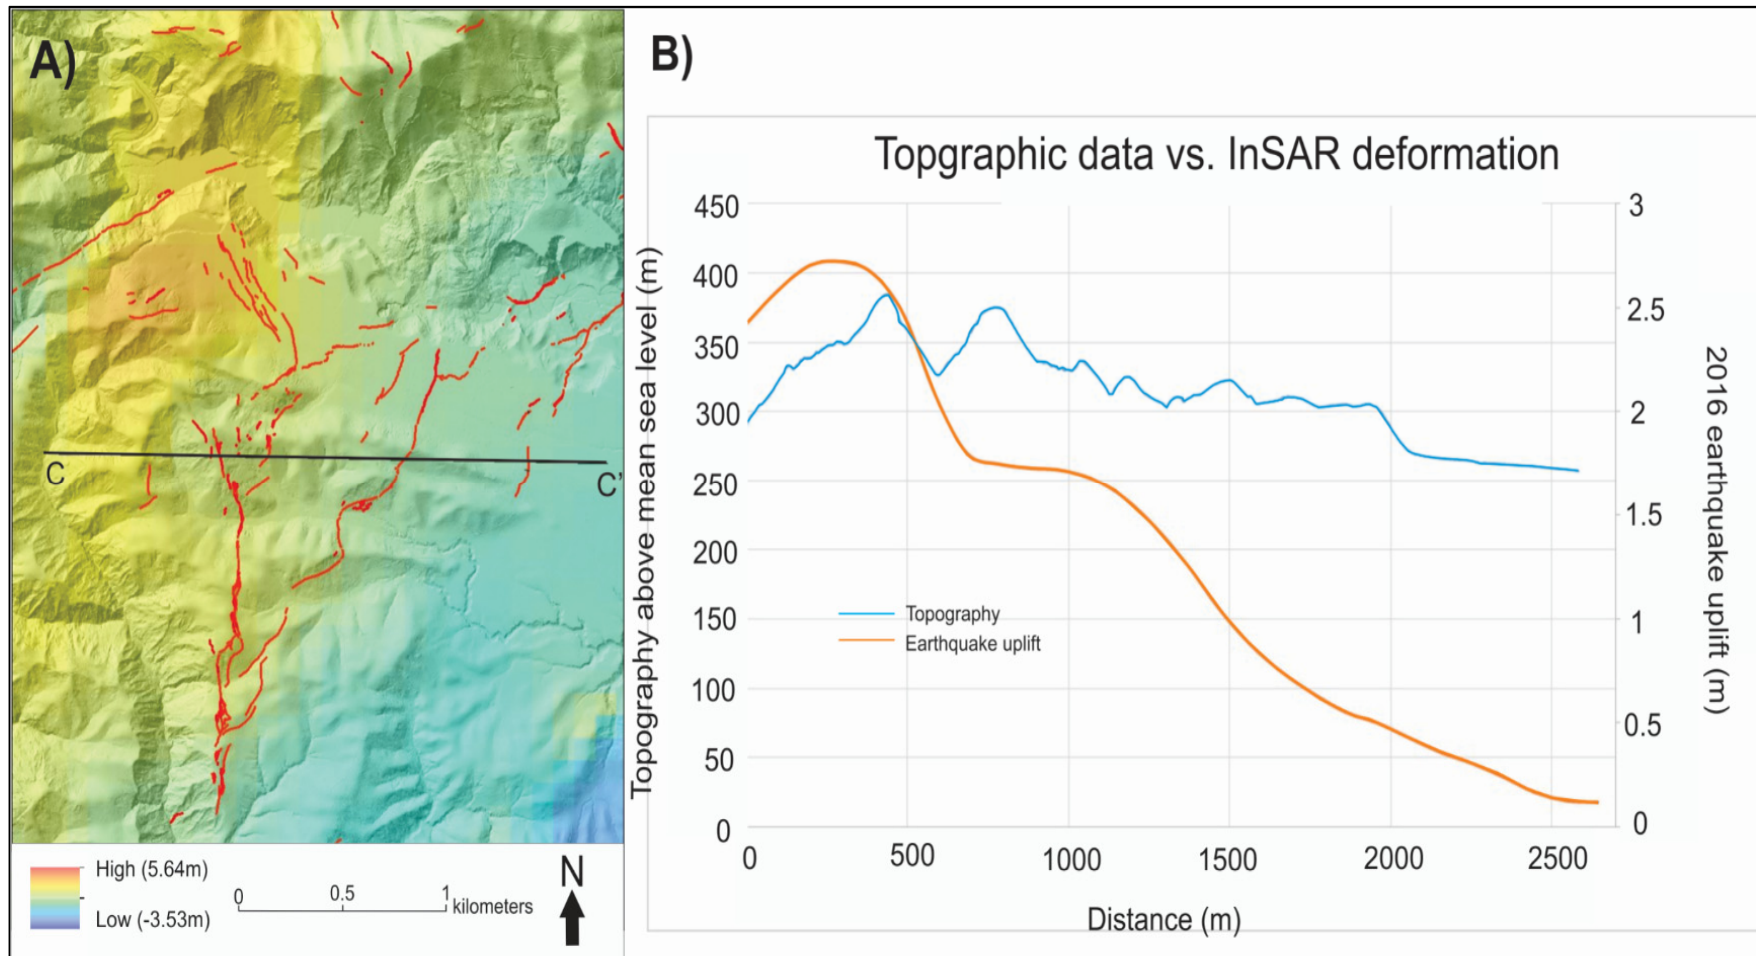 A)
C
C'
High (5.64m)
Low (-3.53m)
0 0.5 1 kilometers
N
B)
Topgraphic data vs. InSAR deformation
Topography above mean sea level (m)
450
400
350
300
250
200
150
100
50
0
3
2.5
2
1.5
1
0.5
0
2016 earthquake uplift (m)
Topography
Earthquake uplift
0 500 1000 1500 2000 2500
Distance (m)